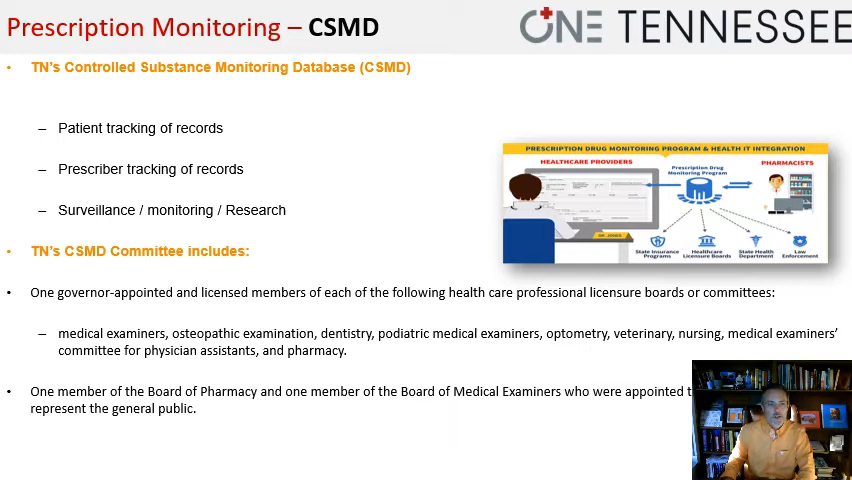 Prescription Monitoring – CSMD
ONE TENNESSEE
• TN's Controlled Substance Monitoring Database (CSMD)
– Patient tracking of records
– Prescriber tracking of records
– Surveillance / monitoring / Research
PRESCRIPTION DRUG MONITORING PROGRAM & HEALTH IT INTEGRATION
HEALTHCARE PROVIDERS
Prescription Drug
Monitoring Program
PHARMACISTS
DR. JONES
State Insurance
Programs
Healthcare
Licensure Boards
State Health
Department
Law
Enforcement
• TN's CSMD Committee includes:
• One governor-appointed and licensed members of each of the following health care professional licensure boards or committees:
– medical examiners, osteopathic examination, dentistry, podiatric medical examiners, optometry, veterinary, nursing, medical examiners'
committee for physician assistants, and pharmacy.
• One member of the Board of Pharmacy and one member of the Board of Medical Examiners who were appointed t
represent the general public.